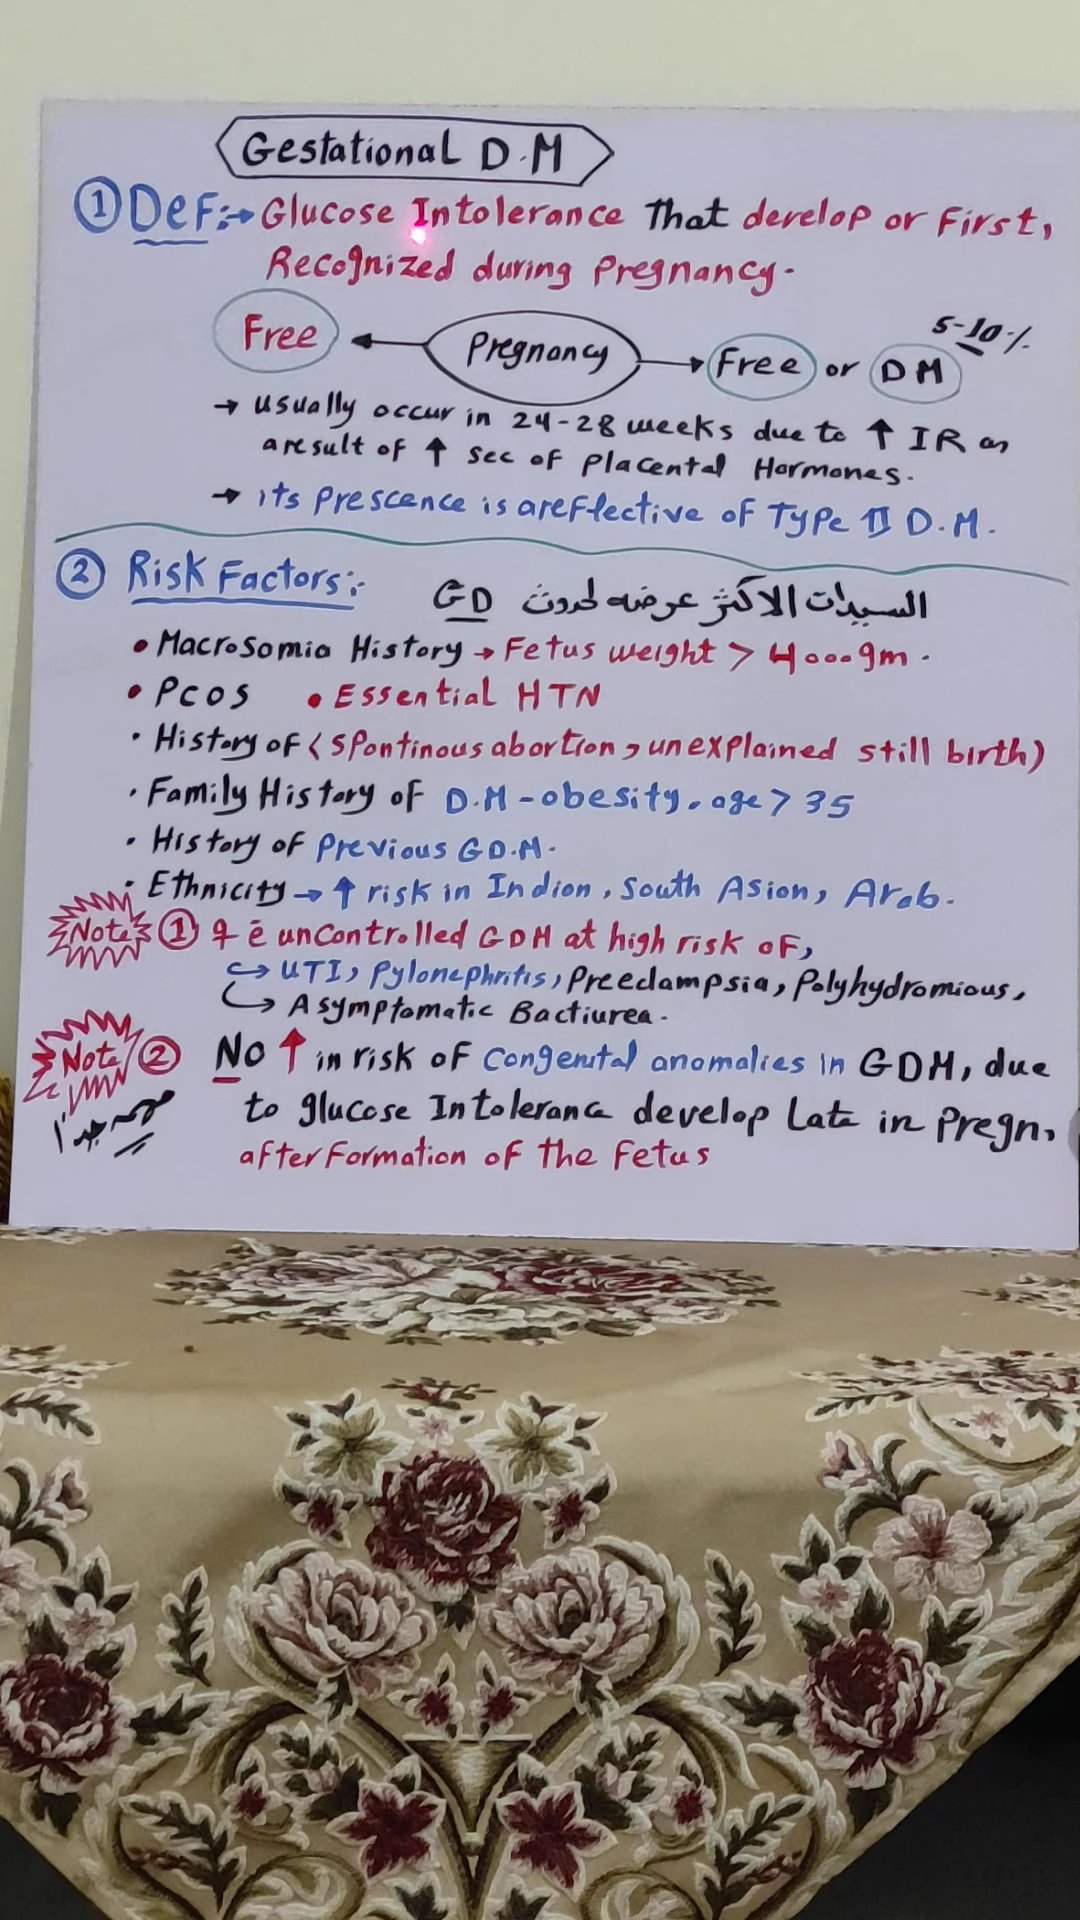 Gestational D.M
① Def:→ Glucose Intolerance That develop or First,
Recognized during Pregnancy.
Free ← Pregnancy → Free or DM 5-10%
→ usually occur in 24-28 weeks due to ↑ IR as
a result of ↑ sec of Placental Hormones.
→ its prescence is areflective of Type II D.M.
② Risk Factors:
السيدات الاكثر عرضه لحدوث GD
• Macrosomia History → Fetus weight > 4000gm.
• Pcos • Essential HTN
• History of (spontinous abortion, unexplained still birth)
• Family History of D.M - obesity. age > 35
• History of Previous GD.M.
• Ethnicity → ↑ risk in Indian, South Asian, Arab.
Note ① ♀ ē uncontrolled GDM at high risk of,
↪ UTI, Pylonephritis, Preeclampsia, Polyhydromious,
↪ Asymptomatic Bactiurea.
Note ② No ↑ in risk of Congenital anomalies in GDM, due
مهم جدا
to glucose Intolerance develop Late in Pregn,
after Formation of The Fetus